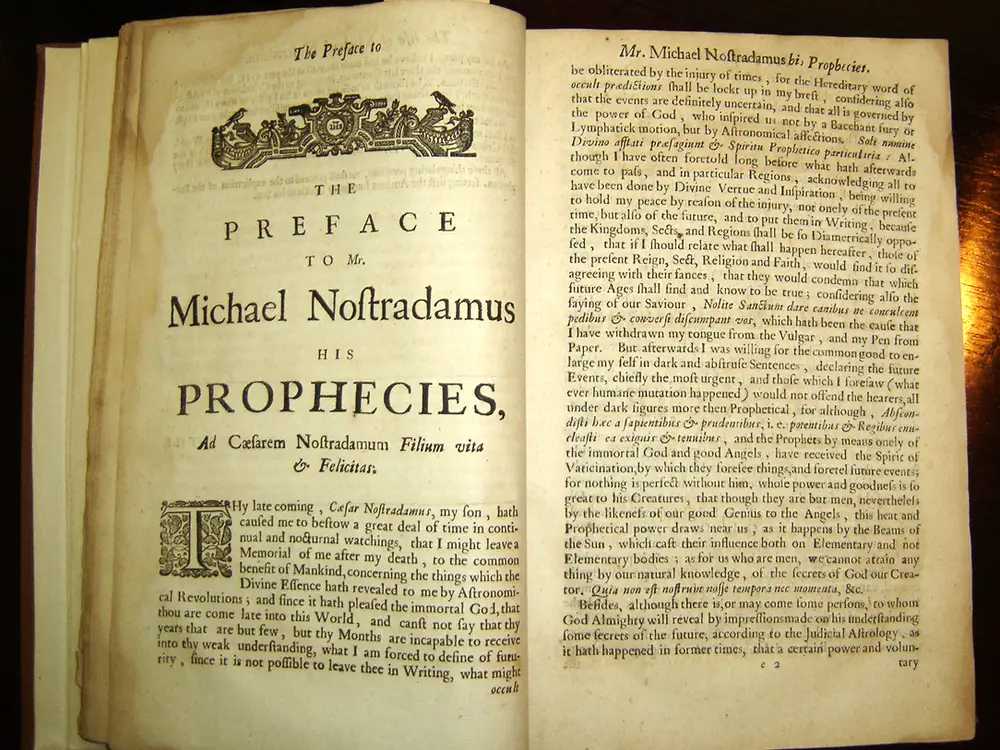 The Preface to
THE
PREFACE
TO Mr.
Michael Noſtradamus
HIS
PROPHECIES,
Ad Cæſarem Noſtradamum Filium vita
& Felicitas.
THy late coming , Cæſar Noſtradamus, my ſon , hath
cauſed me to beſtow a great deal of time in conti-
nual and nocturnal watchings, that I might leave a
Memorial of me after my death , to the common
benefit of Mankind, concerning the things which the
Divine Eſſence hath revealed to me by Aſtronomi-
cal Revolutions ; and ſince it hath pleaſed the immortal God, that
thou are come late into this World , and canſt not ſay that thy
years that are but few , but thy Months are incapable to receive
into thy weak underſtanding, what I am forced to define of futu-
rity , ſince it is not poſſible to leave thee in Writing, what might
occult
Mr. Michael Noſtradamus his Prophecies.
be obliterated by the injury of times , for the Hereditary word of
occult prædictions ſhall be lockt up in my breſt , conſidering alſo
that the events are definitely uncertain, and that all is governed by
the power of God , who inſpired us not by a Bacchant fury or
Lymphatick motion, but by Aſtronomical affections. Soli numine
Divino afflati præſagiunt & Spiritu Prophetico particularia : Al-
though I have often foretold long before what hath afterwards
come to paſs, and in particular Regions , acknowledging all to
have been done by Divine Vertue and Inſpiration , being willing
to hold my peace by reaſon of the injury, not onely of the preſent
time, but alſo of the future, and to put them in Writing, becauſe
the Kingdoms, Sects, and Regions ſhall be ſo Diametrically oppo-
ſed , that if I ſhould relate what ſhall happen hereafter, thoſe of
the preſent Reign, Sect, Religion and Faith, would find it ſo diſ-
agreeing with their fances , that they would condemn that which
future Ages ſhall find and know to be true ; conſidering alſo the
ſaying of our Saviour , Nolite Sanctum dare canibus ne conculcent
pedibus & converſi diſcumpant vos, which hath been the cauſe that
I have withdrawn my tongue from the Vulgar , and my Pen from
Paper. But afterwards I was willing for the common good to en-
large my ſelf in dark and abſtruſe Sentences , declaring the future
Events, chiefly the moſt urgent , and thoſe which I foreſaw (what
ever humane mutation happened) would not offend the hearers, all
under dark figures more then Prophetical, for although , Abſcon-
diſti hæc a ſapientibus & prudentibus, i. e. potentibus & Regibus enu-
cleaſti ea exiguis & tenuibus , and the Prophets by means onely of
the immortal God and good Angels , have received the Spirit of
Vaticination, by which they foreſee things, and foretel future events;
for nothing is perfect without him, whoſe power and goodneſs is ſo
great to his Creatures , that though they are but men, nevertheleſs
by the likeneſs of our good Genius to the Angels , this heat and
Prophetical power draws near us , as it happens by the Beams of
the Sun , which caſt their influence both on Elementary and not
Elementary bodies ; as for us who are men, we cannot attain any
thing by our natural knowledge , of the ſecrets of God our Crea-
tor. Quia non eſt noſtrum noſſe tempora nec momenta, &c.
Beſides, although there is, or may come ſome perſons, to whom
God Almighty will reveal by impreſſions made on his underſtanding
ſome ſecrets of the future, according to the Judicial Aſtrology , as
it hath happened in former times, that a certain power and volun-
e 2 tary